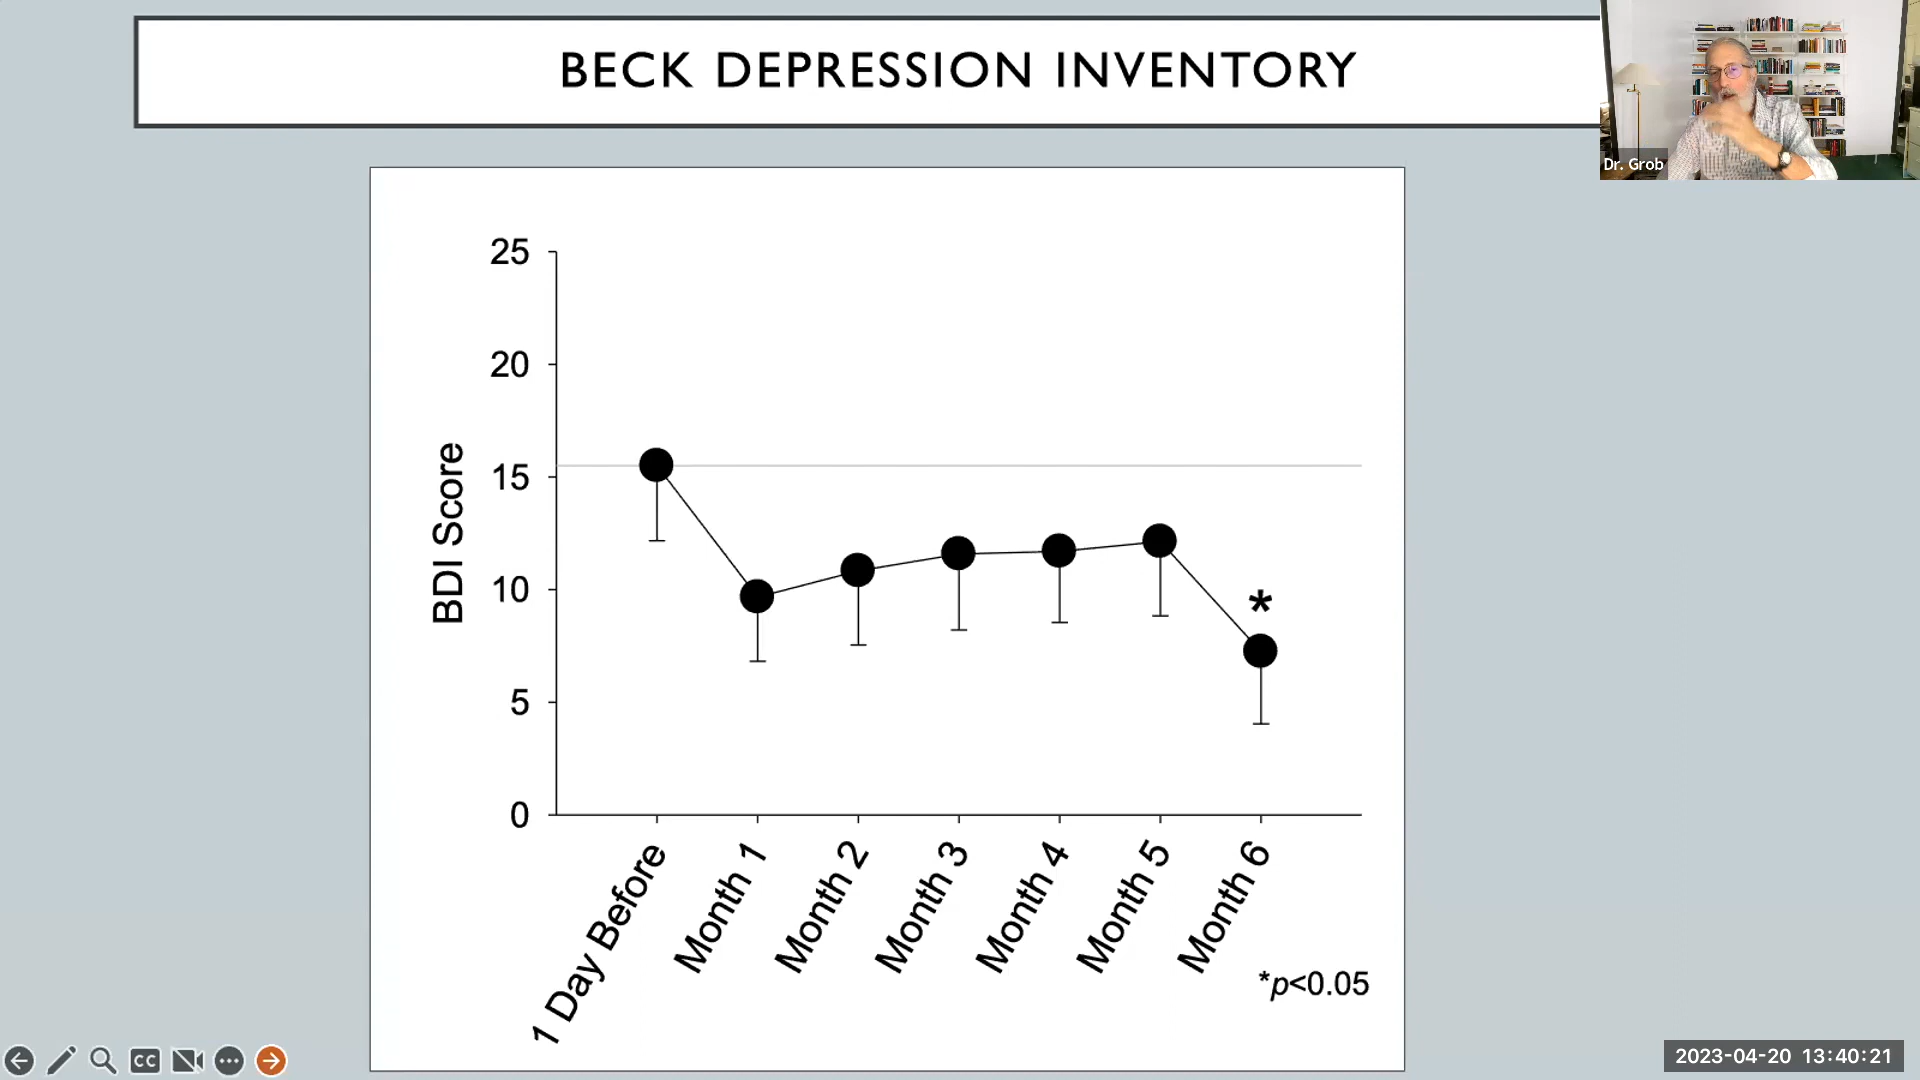 BECK DEPRESSION INVENTORY
Dr. Grob
25
20
15
10
5
0
BDI Score
1 Day Before
Month 1
Month 2
Month 3
Month 4
Month 5
Month 6
*
*p<0.05
CC
2023-04-20 13:40:21